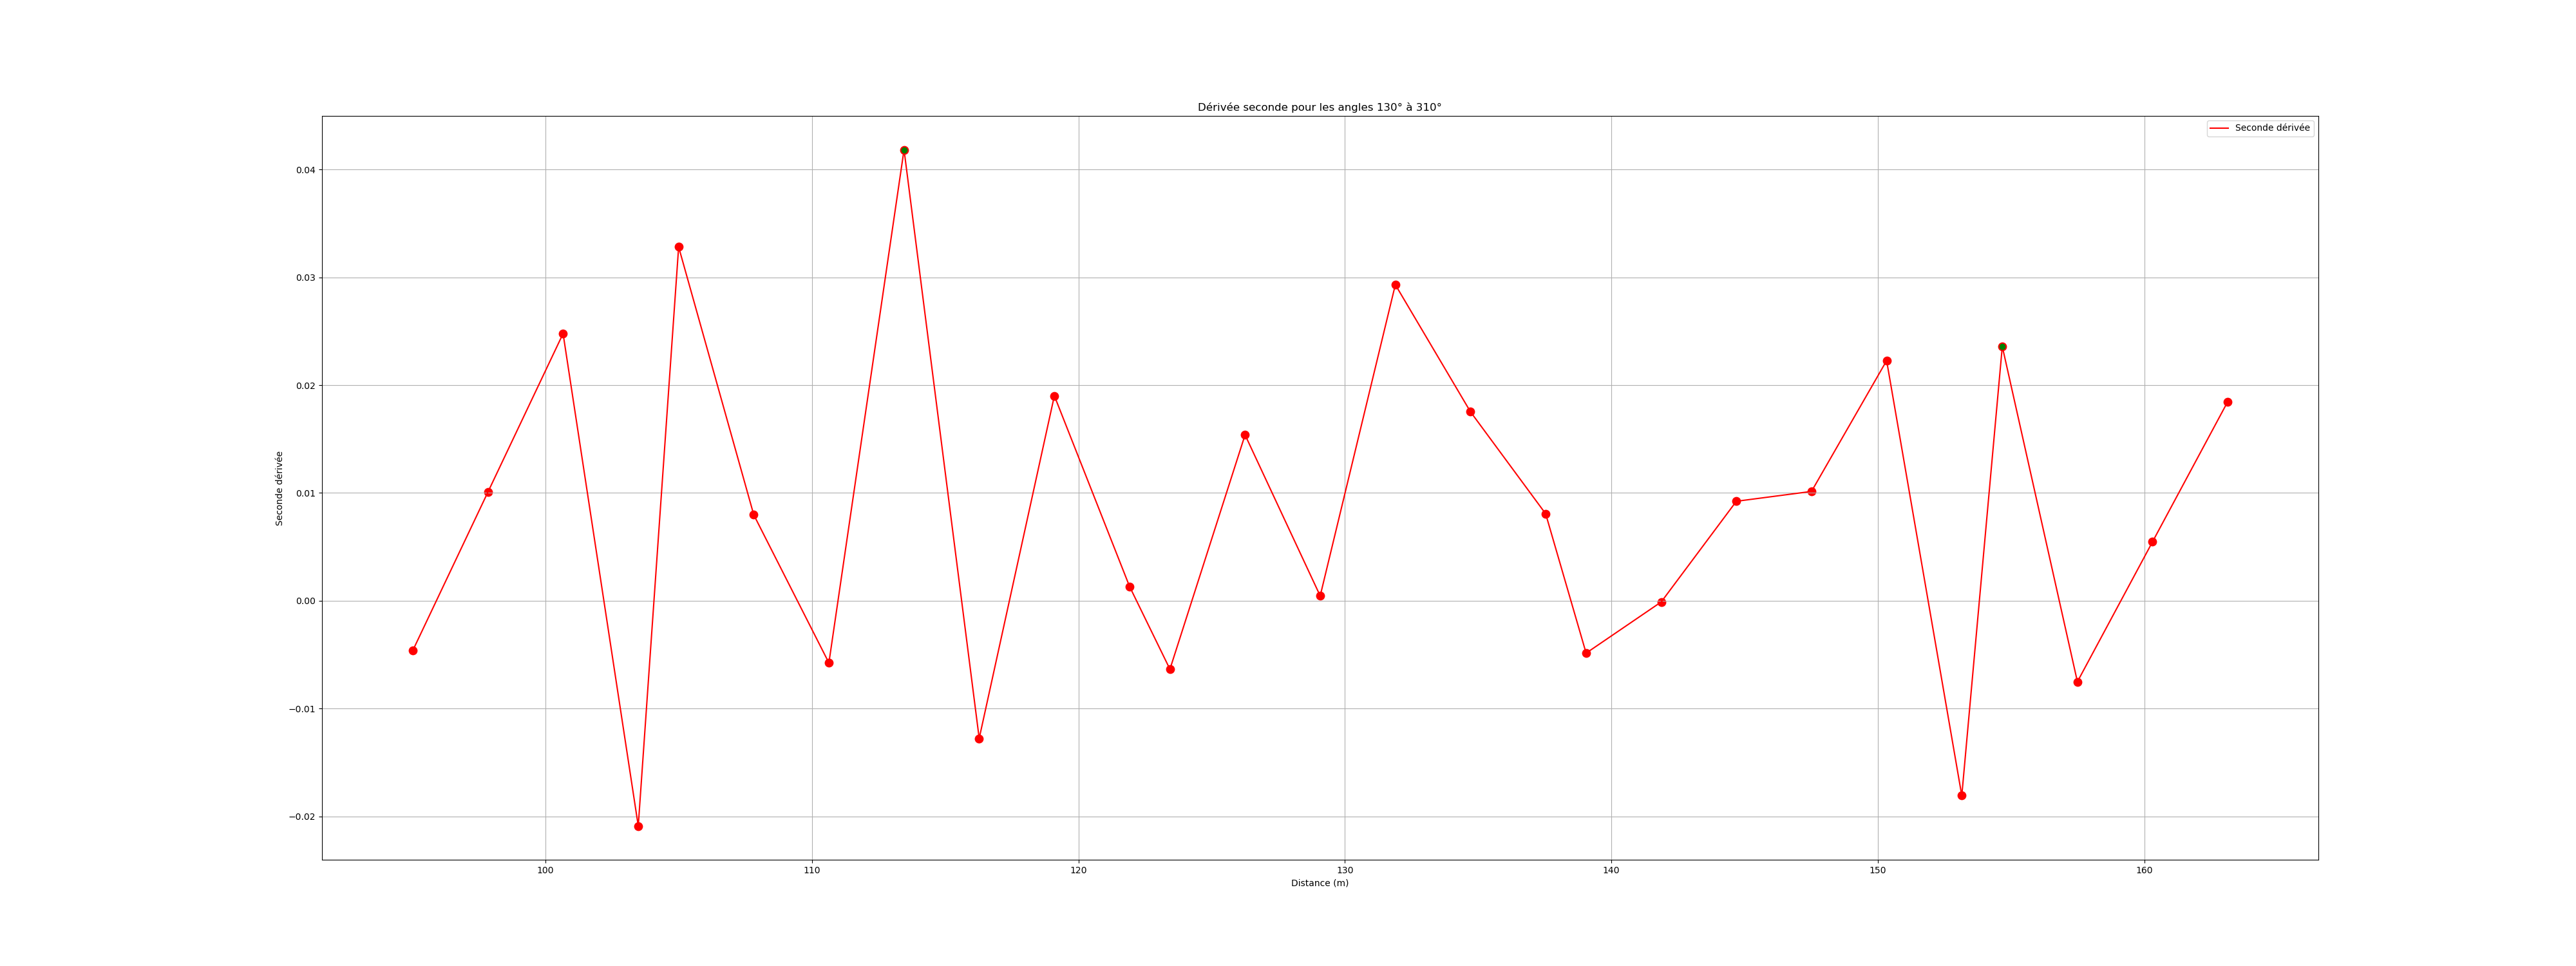 Dérivée seconde pour les angles 130° à 310°
Seconde dérivée
0.04
0.03
0.02
0.01
0.00
−0.01
−0.02
Seconde dérivée
100 110 120 130 140 150 160
Distance (m)